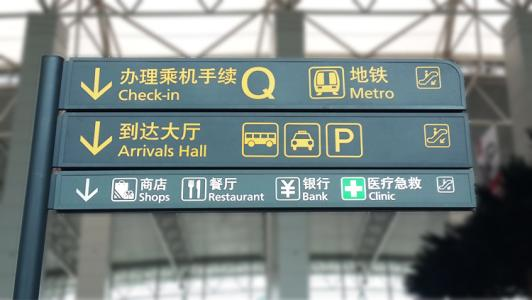 办理乘机手续 Q 地铁
Check-in Metro
到达大厅 P
Arrivals Hall
商店 餐厅 ¥ 银行 医疗急救
Shops Restaurant Bank Clinic